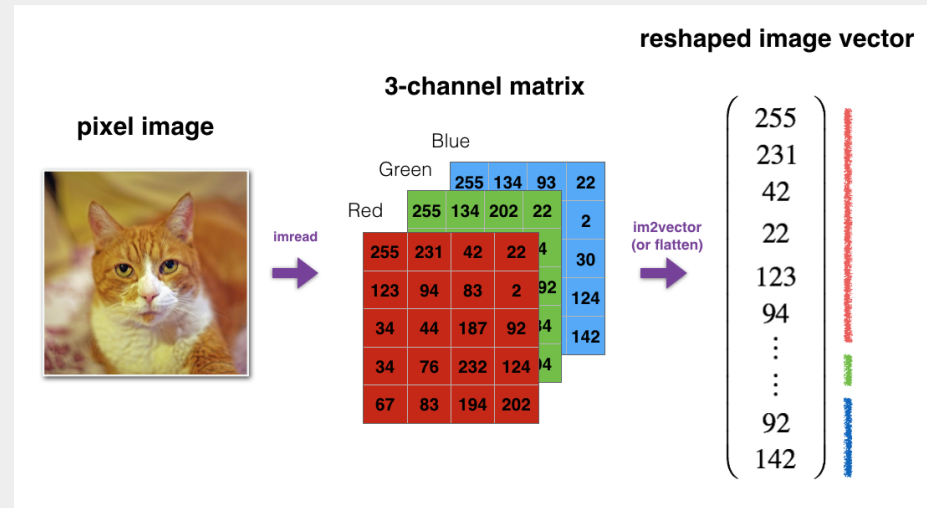 reshaped image vector
3-channel matrix
pixel image
Blue
Green
Red
255 134 93 22
2
30
124
142
255 134 202 22
4
92
34
94
255 231 42 22
123 94 83 2
34 44 187 92
34 76 232 124
67 83 194 202
imread
im2vector
(or flatten)
255
231
42
22
123
94
⋮
⋮
92
142